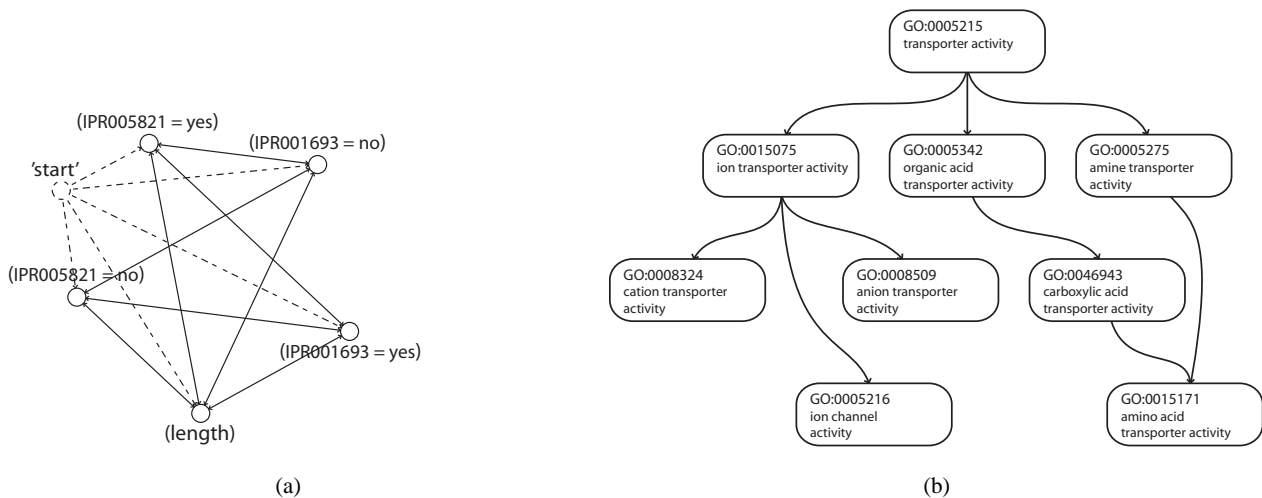 (IPR005821 = yes)
(IPR001693 = no)
'start'
(IPR005821 = no)
(IPR001693 = yes)
(length)
(a)
GO:0005215
transporter activity
GO:0015075
ion transporter activity
GO:0005342
organic acid
transporter activity
GO:0005275
amine transporter
activity
GO:0008324
cation transporter
activity
GO:0008509
anion transporter
activity
GO:0046943
carboxylic acid
transporter activity
GO:0005216
ion channel
activity
GO:0015171
amino acid
transporter activity
(b)